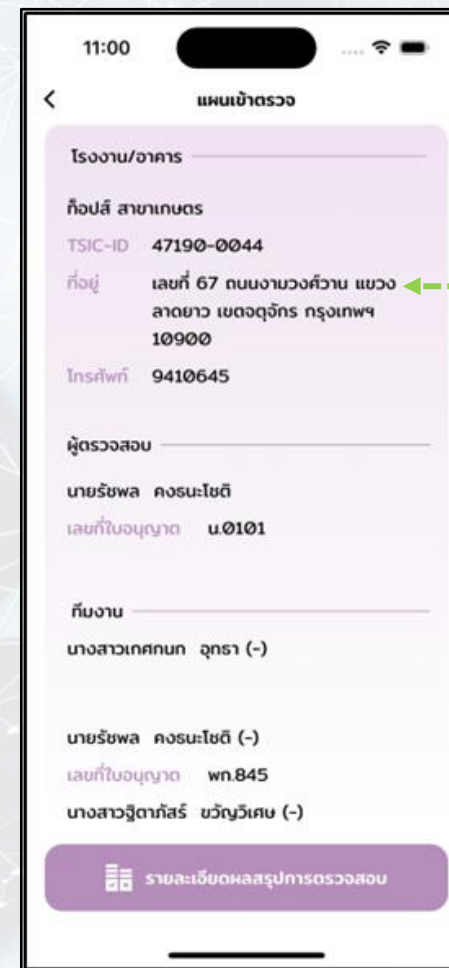 11:00
แผนเข้าตรวจ
โรงงาน/อาคาร
ท็อปส์ สาขาเกษตร
TSIC-ID 47190-0044
ที่อยู่ เลขที่ 67 ถนนงามวงศ์วาน แขวง
ลาดยาว เขตจตุจักร กรุงเทพฯ
10900
โทรศัพท์ 9410645
ผู้ตรวจสอบ
นายรัชพล คงธนะโชติ
เลขที่ใบอนุญาต น.0101
ทีมงาน
นางสาวเกศกนก อุทธา (-)
นายรัชพล คงธนะโชติ (-)
เลขที่ใบอนุญาต พก.845
นางสาวฐิตาภัสร์ ขวัญวิเศษ (-)
รายละเอียดผลสรุปการตรวจสอบ